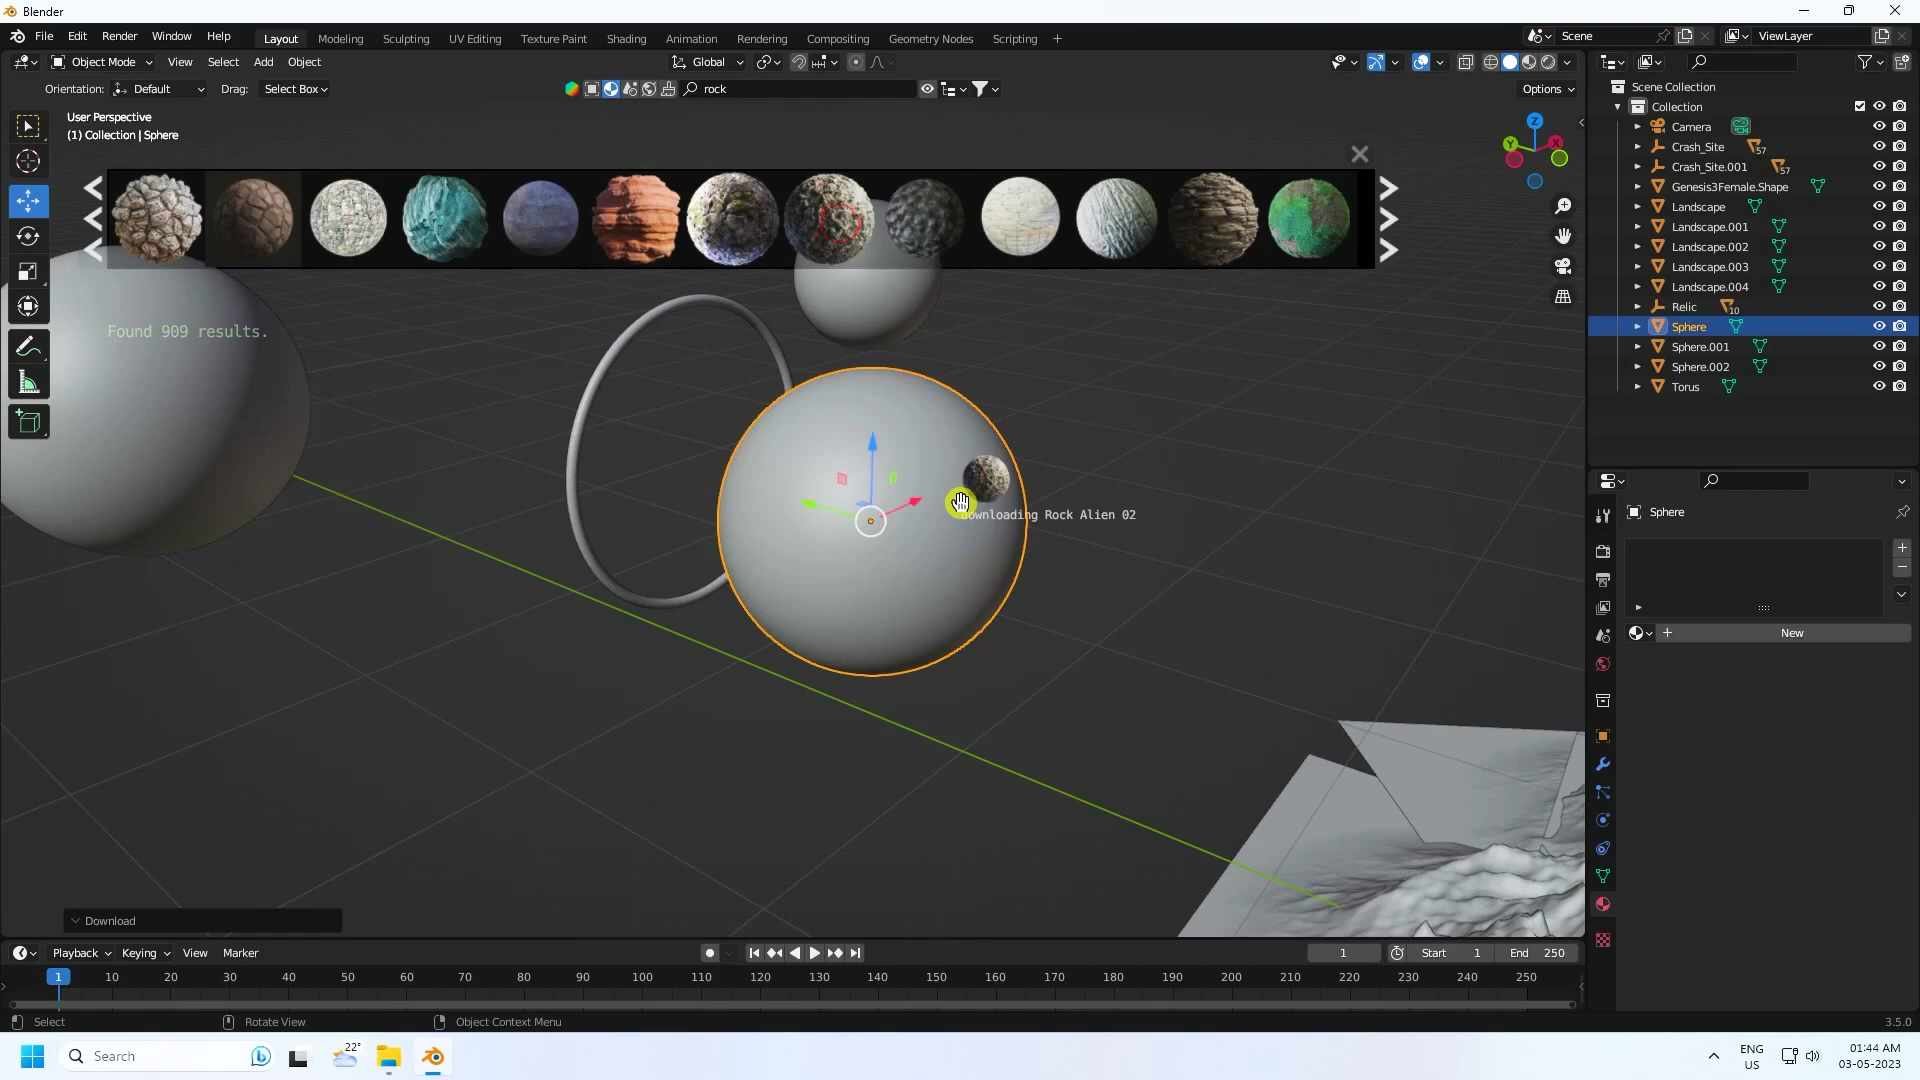 Blender
File Edit Render Window Help
Layout Modeling Sculpting UV Editing Texture Paint Shading Animation Rendering Compositing Geometry Nodes Scripting +
Scene
ViewLayer
Object Mode View Select Add Object
Global
Orientation: Default Drag: Select Box
rock
Options
User Perspective
(1) Collection | Sphere
Z
Y
X
Found 909 results.
Downloading Rock Alien 02
Download
Scene Collection
Collection
Camera
Crash_Site 57
Crash_Site.001 57
Genesis3Female.Shape
Landscape
Landscape.001
Landscape.002
Landscape.003
Landscape.004
Relic 10
Sphere
Sphere.001
Sphere.002
Torus
Sphere
New
Playback Keying View Marker
1
Start 1
End 250
1 10 20 30 40 50 60 70 80 90 100 110 120 130 140 150 160 170 180 190 200 210 220 230 240 250
Select
Rotate View
Object Context Menu
3.5.0
Search
22°
ENG
US
01:44 AM
03-05-2023